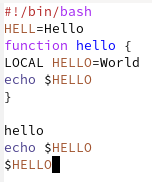 #!/bin/bash
HELL=Hello
function hello {
LOCAL HELLO=World
echo $HELLO
}
hello
echo $HELLO
$HELLO